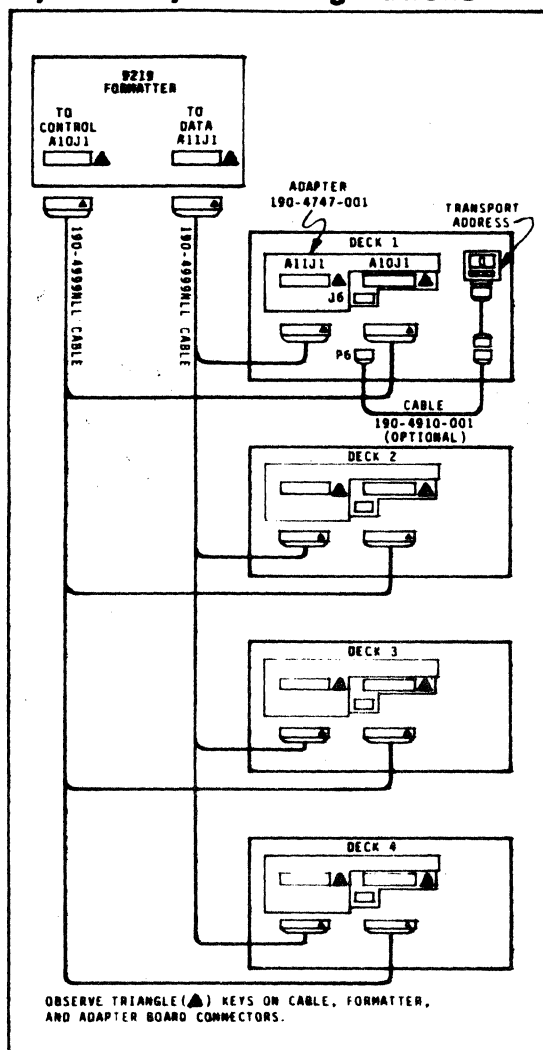 9219
FORMATTER
TO
CONTROL
A10J1
TO
DATA
A11J1
ADAPTER
190-4747-001
TRANSPORT
ADDRESS
DECK 1
A11J1
A10J1
J6
P6
190-4999NLL CABLE
190-4999NLL CABLE
CABLE
190-4910-001
(OPTIONAL)
DECK 2
DECK 3
DECK 4
OBSERVE TRIANGLE (▲) KEYS ON CABLE, FORMATTER,
AND ADAPTER BOARD CONNECTORS.